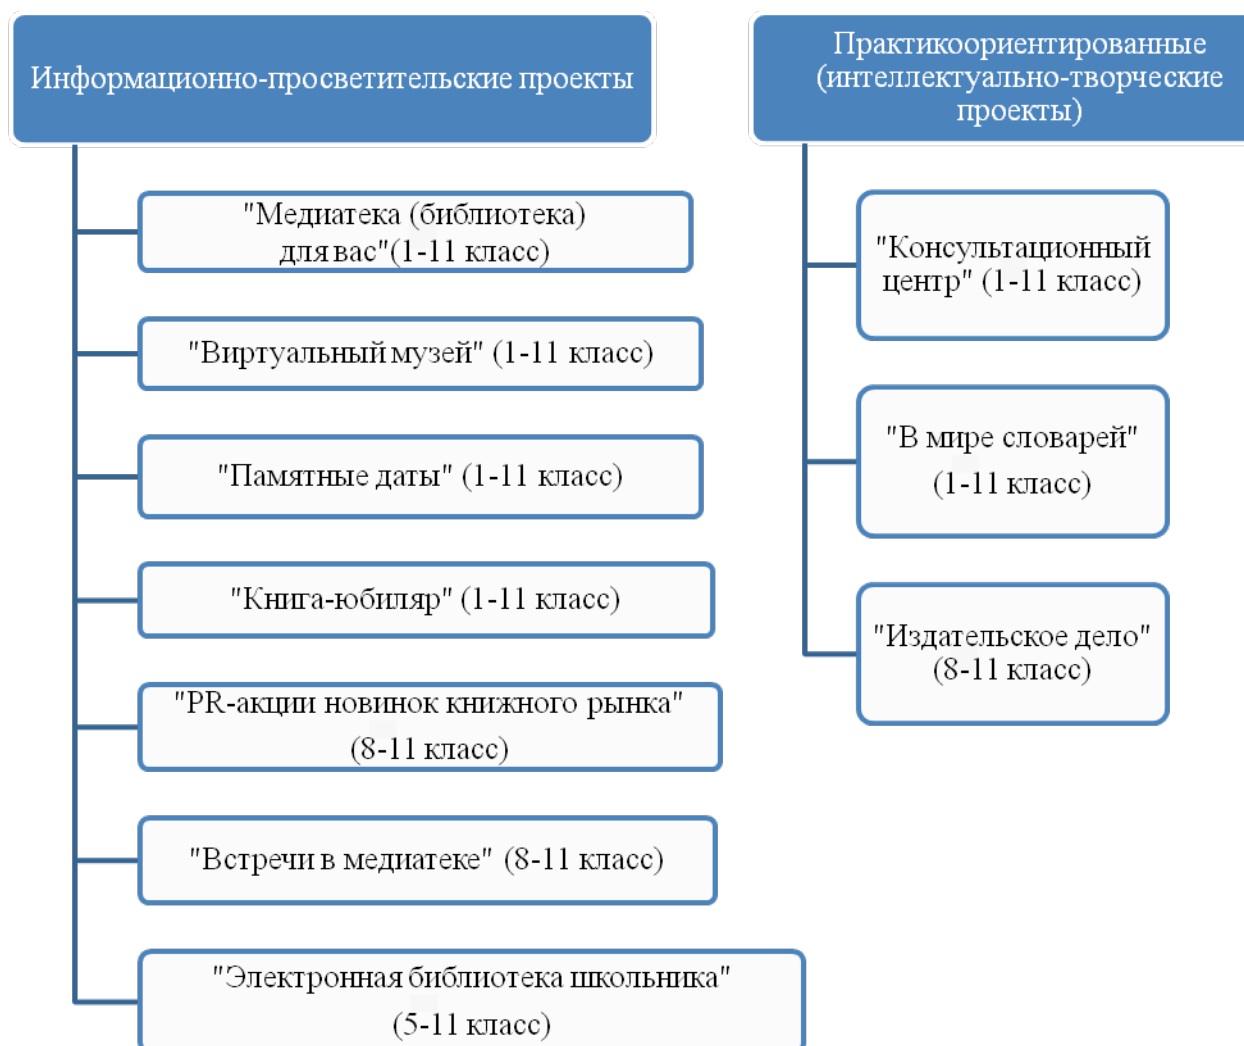 Информационно-просветительские проекты
"Медиатека (библиотека)
для вас"(1-11 класс)
"Виртуальный музей" (1-11 класс)
"Памятные даты" (1-11 класс)
"Книга-юбиляр" (1-11 класс)
"PR-акции новинок книжного рынка"
(8-11 класс)
"Встречи в медиатеке" (8-11 класс)
"Электронная библиотека школьника"
(5-11 класс)
Практикоориентированные
(интеллектуально-творческие
проекты)
"Консультационный
центр" (1-11 класс)
"В мире словарей"
(1-11 класс)
"Издательское дело"
(8-11 класс)